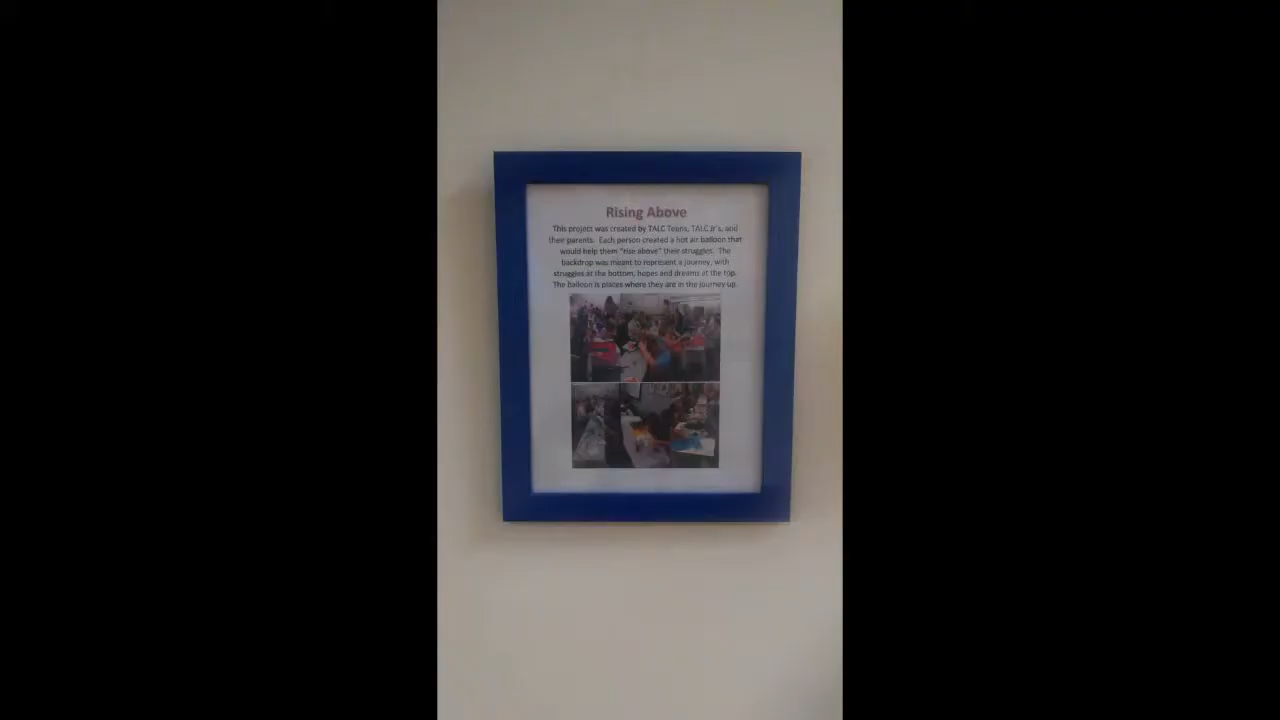 Rising Above
This project was created by TALC Teens, TALC Jr's, and
their parents. Each person created a hot air balloon that
would help them "rise above" their struggles. The
backdrop was meant to represent a journey, with
struggles at the bottom, hopes and dreams at the top.
The balloon is places where they are in the journey up.